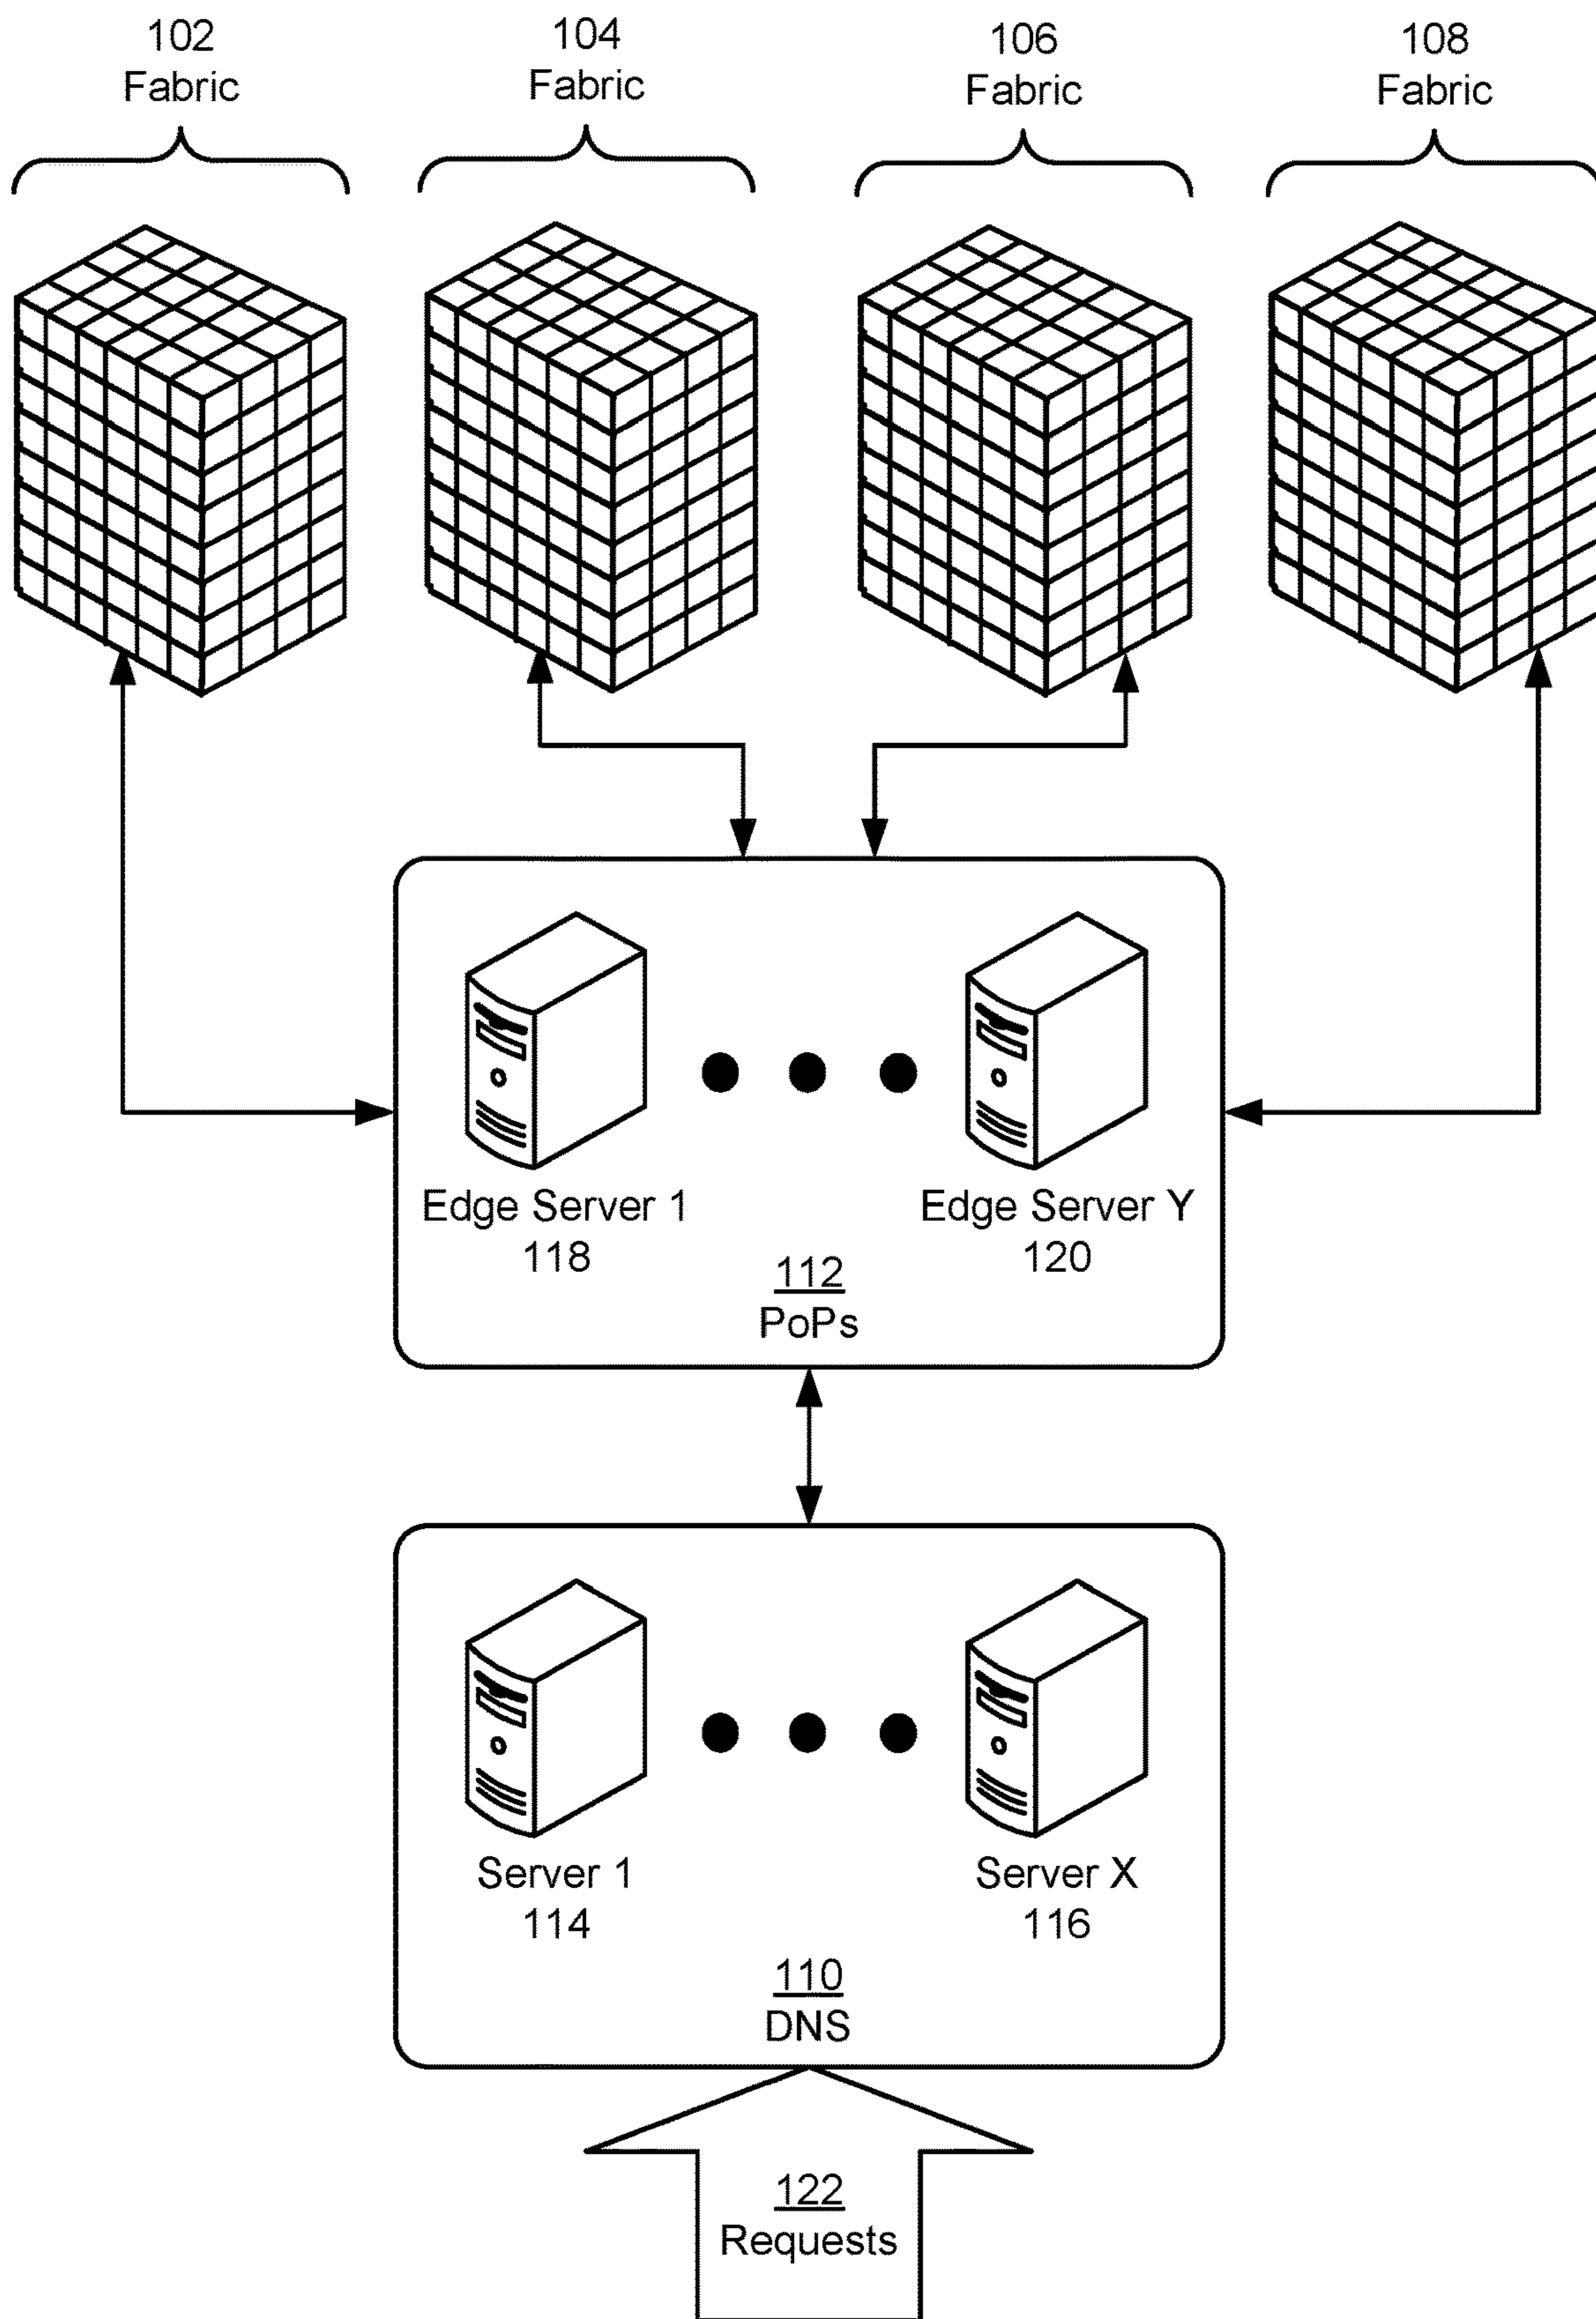 102
Fabric
104
Fabric
106
Fabric
108
Fabric
Edge Server 1
118
Edge Server Y
120
112
PoPs
Server 1
114
Server X
116
110
DNS
122
Requests